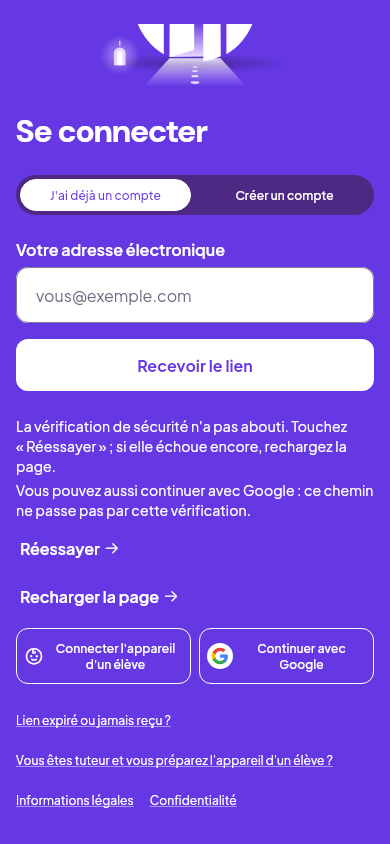 Se connecter
J'ai déjà un compte
Créer un compte
Votre adresse électronique
vous@exemple.com
Recevoir le lien
La vérification de sécurité n'a pas abouti. Touchez
« Réessayer » ; si elle échoue encore, rechargez la
page.
Vous pouvez aussi continuer avec Google : ce chemin
ne passe pas par cette vérification.
Réessayer →
Recharger la page →
Connecter l'appareil
d'un élève
Continuer avec
Google
Lien expiré ou jamais reçu ?
Vous êtes tuteur et vous préparez l'appareil d'un élève ?
Informations légales
Confidentialité